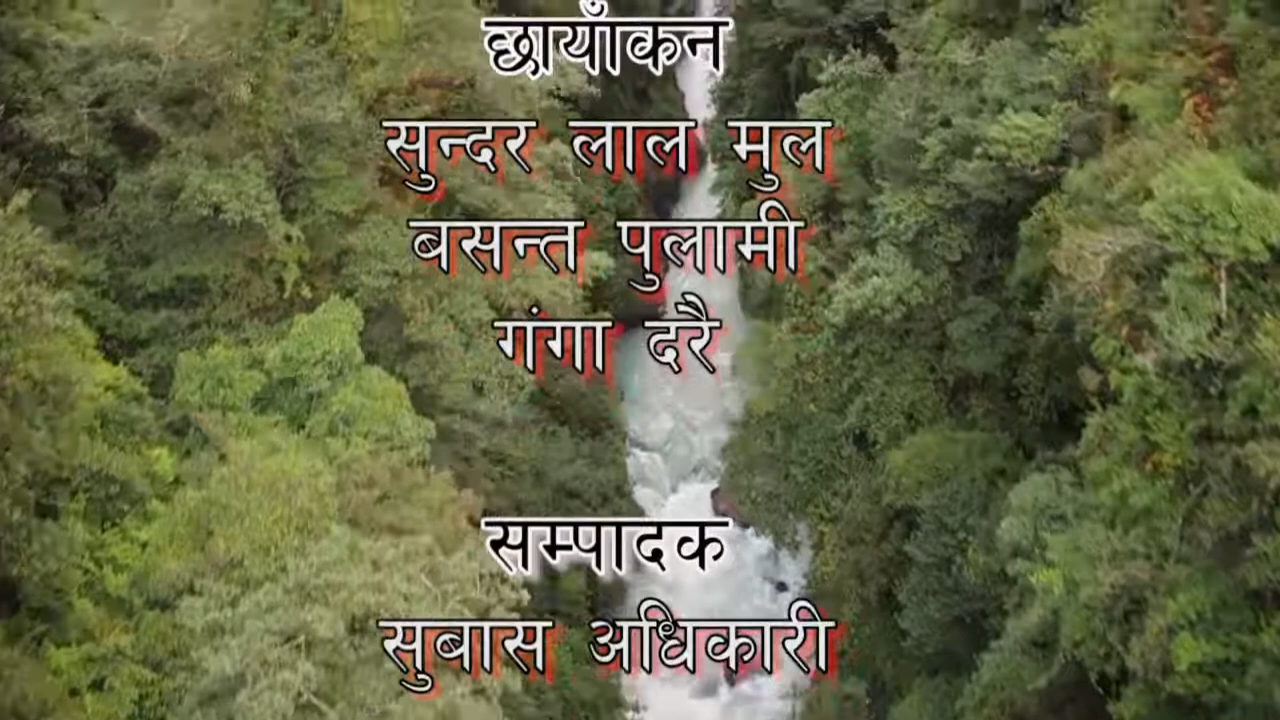 छायाँकन
सुन्दर लाल मुल
बसन्त पुलामी
गंगा दरै
सम्पादक
सुबास अधिकारी